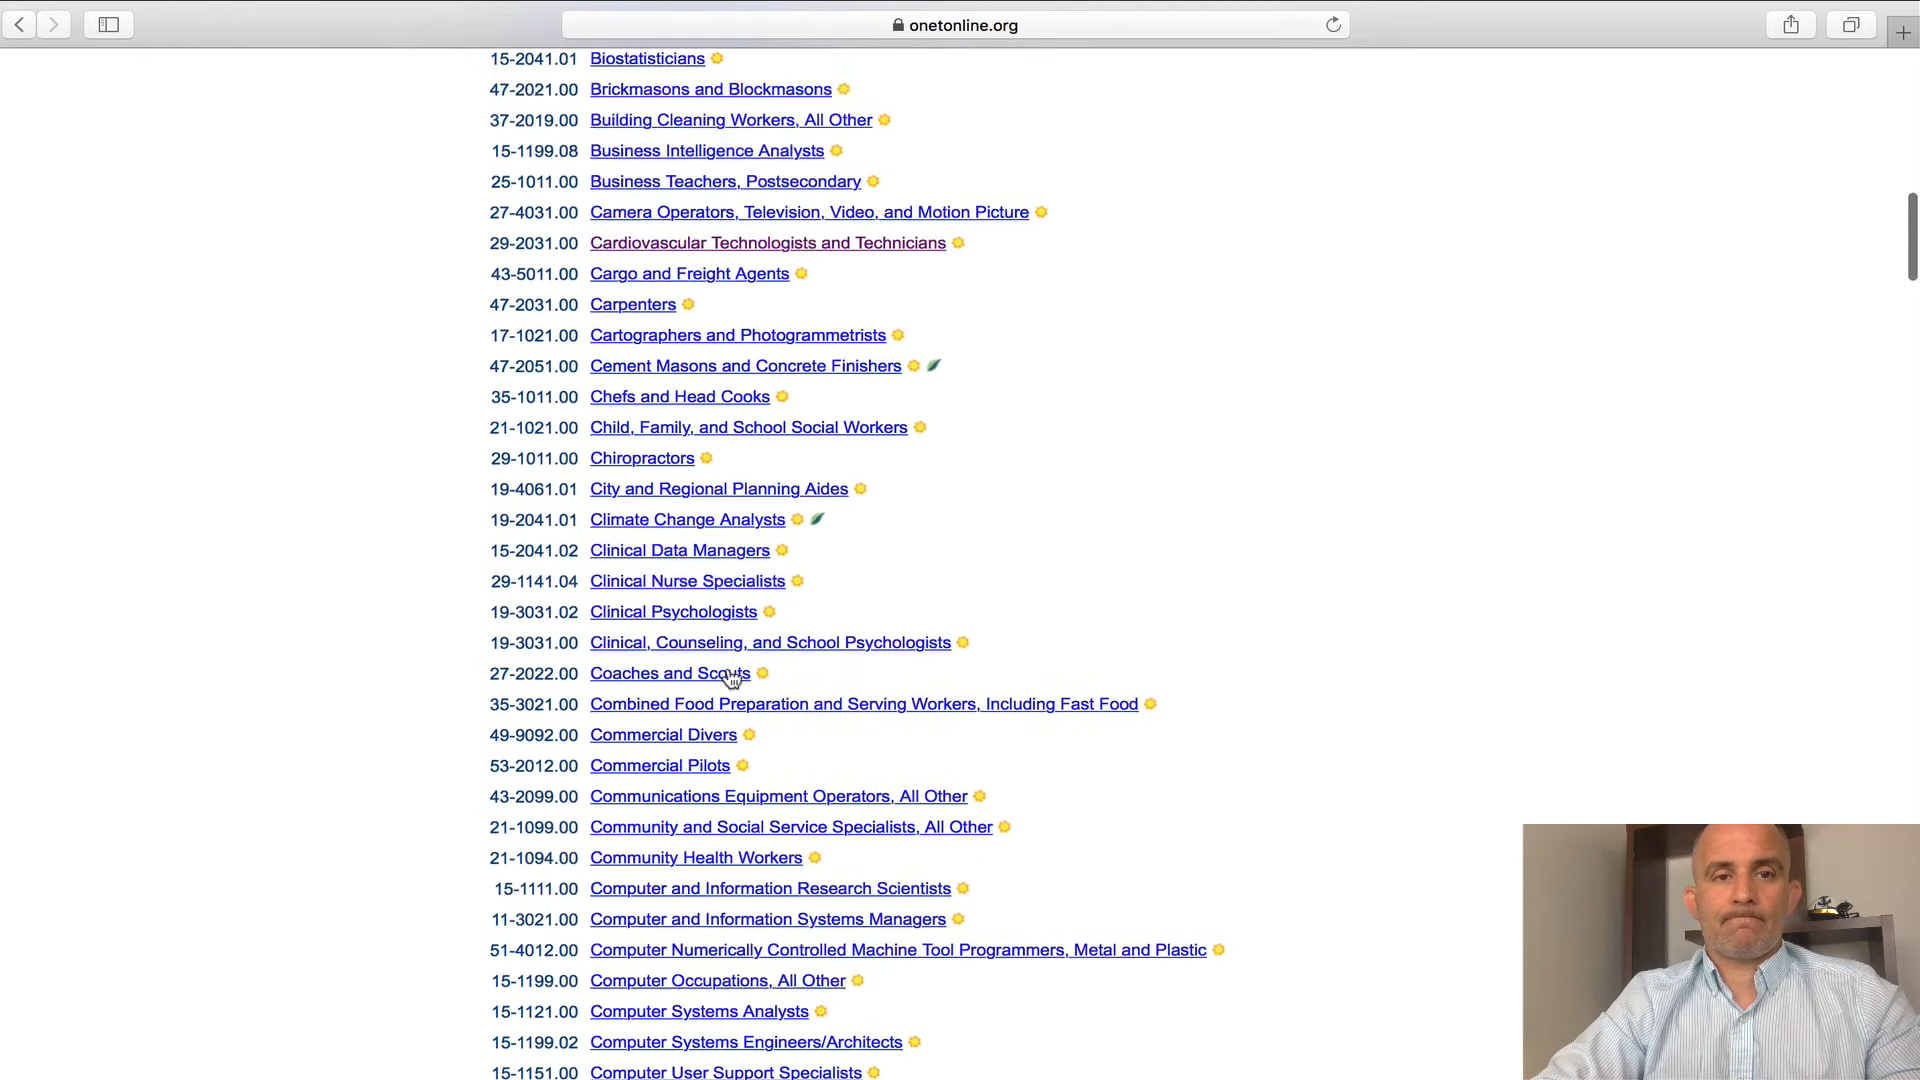 onetonline.org
15-2041.01 Biostatisticians
47-2021.00 Brickmasons and Blockmasons
37-2019.00 Building Cleaning Workers, All Other
15-1199.08 Business Intelligence Analysts
25-1011.00 Business Teachers, Postsecondary
27-4031.00 Camera Operators, Television, Video, and Motion Picture
29-2031.00 Cardiovascular Technologists and Technicians
43-5011.00 Cargo and Freight Agents
47-2031.00 Carpenters
17-1021.00 Cartographers and Photogrammetrists
47-2051.00 Cement Masons and Concrete Finishers
35-1011.00 Chefs and Head Cooks
21-1021.00 Child, Family, and School Social Workers
29-1011.00 Chiropractors
19-4061.01 City and Regional Planning Aides
19-2041.01 Climate Change Analysts
15-2041.02 Clinical Data Managers
29-1141.04 Clinical Nurse Specialists
19-3031.02 Clinical Psychologists
19-3031.00 Clinical, Counseling, and School Psychologists
27-2022.00 Coaches and Scouts
35-3021.00 Combined Food Preparation and Serving Workers, Including Fast Food
49-9092.00 Commercial Divers
53-2012.00 Commercial Pilots
43-2099.00 Communications Equipment Operators, All Other
21-1099.00 Community and Social Service Specialists, All Other
21-1094.00 Community Health Workers
15-1111.00 Computer and Information Research Scientists
11-3021.00 Computer and Information Systems Managers
51-4012.00 Computer Numerically Controlled Machine Tool Programmers, Metal and Plastic
15-1199.00 Computer Occupations, All Other
15-1121.00 Computer Systems Analysts
15-1199.02 Computer Systems Engineers/Architects
15-1151.00 Computer User Support Specialists